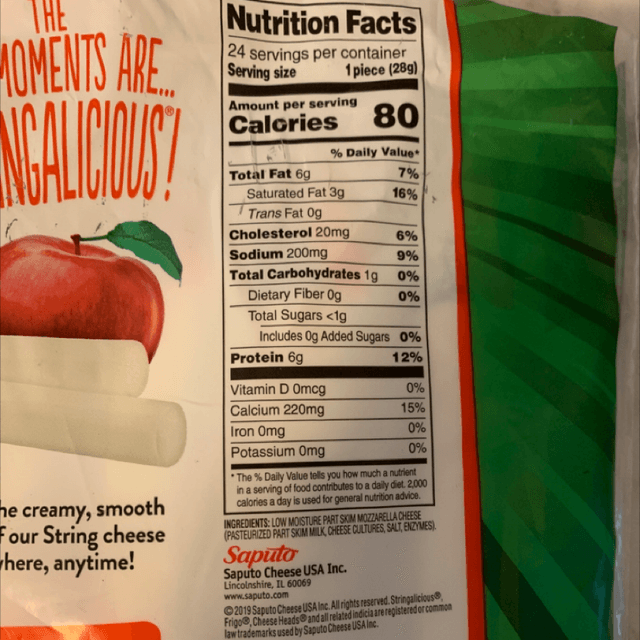 THE
MOMENTS ARE...
NGALICIOUS®!
he creamy, smooth
f our String cheese
here, anytime!
Nutrition Facts
24 servings per container
Serving size 1 piece (28g)
Amount per serving
Calories 80
% Daily Value*
Total Fat 6g 7%
Saturated Fat 3g 16%
Trans Fat 0g
Cholesterol 20mg 6%
Sodium 200mg 9%
Total Carbohydrates 1g 0%
Dietary Fiber 0g 0%
Total Sugars <1g
Includes 0g Added Sugars 0%
Protein 6g 12%
Vitamin D 0mcg 0%
Calcium 220mg 15%
Iron 0mg 0%
Potassium 0mg 0%
* The % Daily Value tells you how much a nutrient
in a serving of food contributes to a daily diet. 2,000
calories a day is used for general nutrition advice.
INGREDIENTS: LOW MOISTURE PART SKIM MOZZARELLA CHEESE
(PASTEURIZED PART SKIM MILK, CHEESE CULTURES, SALT, ENZYMES).
Saputo
Saputo Cheese USA Inc.
Lincolnshire, IL 60069
www.saputo.com
©2019 Saputo Cheese USA Inc. All rights reserved. Stringalicious®,
Frigo®, Cheese Heads® and all related indicia are registered or common
law trademarks used by Saputo Cheese USA Inc.